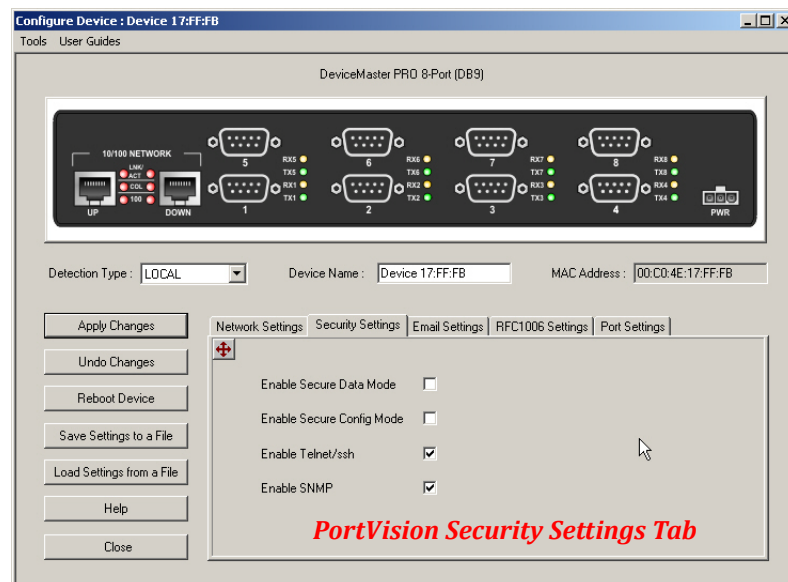 Configure Device : Device 17:FF:FB
Tools User Guides
DeviceMaster PRO 8-Port (DB9)
10/100 NETWORK
LNK/
ACT
COL
100
UP DOWN
5 RX5 6 RX6 7 RX7 8 RX8
TX5 TX6 TX7 TX8
RX1 RX2 RX3 RX4
1 TX1 2 TX2 3 TX3 4 TX4
PWR
Detection Type : LOCAL Device Name : Device 17:FF:FB MAC Address : 00:C0:4E:17:FF:FB
Apply Changes
Undo Changes
Reboot Device
Save Settings to a File
Load Settings from a File
Help
Close
Network Settings Security Settings Email Settings RFC1006 Settings Port Settings
Enable Secure Data Mode
Enable Secure Config Mode
Enable Telnet/ssh
Enable SNMP
PortVision Security Settings Tab